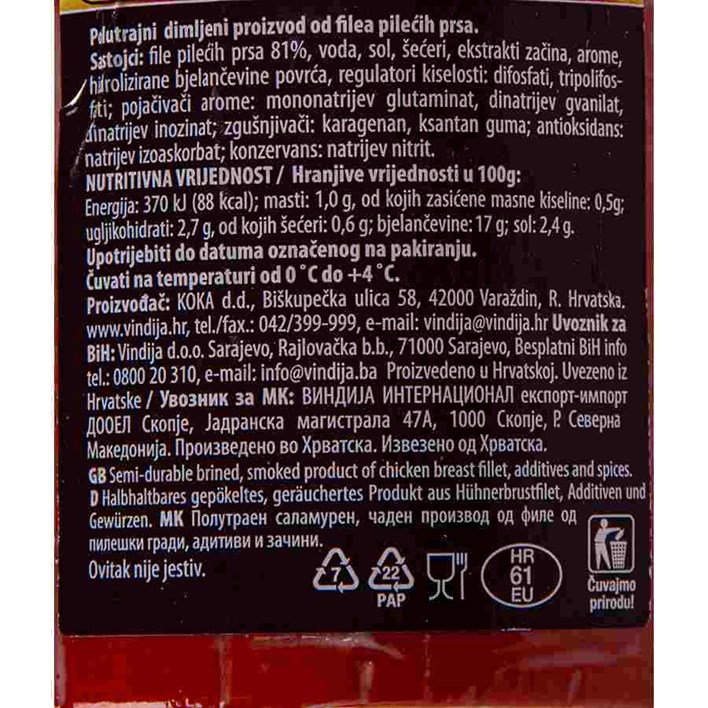 Polutrajni dimljeni proizvod od filea pilećih prsa.
Sastojci: file pilećih prsa 81%, voda, sol, šećeri, ekstrakti začina, arome,
hidrolizirane bjelančevine povrća, regulatori kiselosti: difosfati, tripolifos-
fati; pojačivači arome: mononatrijev glutaminat, dinatrijev gvanilat,
dinatrijev inozinat; zgušnjivači: karagenan, ksantan guma; antioksidans:
natrijev izoaskorbat; konzervans: natrijev nitrit.
NUTRITIVNA VRIJEDNOST / Hranjive vrijednosti u 100g:
Energija: 370 kJ (88 kcal); masti: 1,0 g, od kojih zasićene masne kiseline: 0,5g;
ugljikohidrati: 2,7 g, od kojih šećeri: 0,6 g; bjelančevine: 17 g; sol: 2,4 g.
Upotrijebiti do datuma označenog na pakiranju.
Čuvati na temperaturi od 0 °C do +4 °C.
Proizvođač: KOKA d.d., Biškupečka ulica 58, 42000 Varaždin, R. Hrvatska.
www.vindija.hr, tel./fax.: 042/399-999, e-mail: vindija@vindija.hr Uvoznik za
BiH: Vindija d.o.o. Sarajevo, Rajlovačka b.b., 71000 Sarajevo, Besplatni BiH info
tel.: 0800 20 310, e-mail: info@vindija.ba Proizvedeno u Hrvatskoj. Uvezeno iz
Hrvatske / Увозник за МК: ВИНДИЈА ИНТЕРНАЦИОНАЛ експорт-импорт
ДООЕЛ Скопје, Јадранска магистрала 47А, 1000 Скопје, Р. Северна
Македонија. Произведено во Хрватска. Извезено од Хрватска.
GB Semi-durable brined, smoked product of chicken breast fillet, additives and spices.
D Halbhaltbares gepökeltes, geräuchertes Produkt aus Hühnerbrustfilet, Additiven und
Gewürzen. MK Полутраен саламурен, чаден производ од филе од
пилешки гради, адитиви и зачини.
Ovitak nije jestiv.
7
22
PAP
HR
61
EU
Čuvajmo
prirodu!